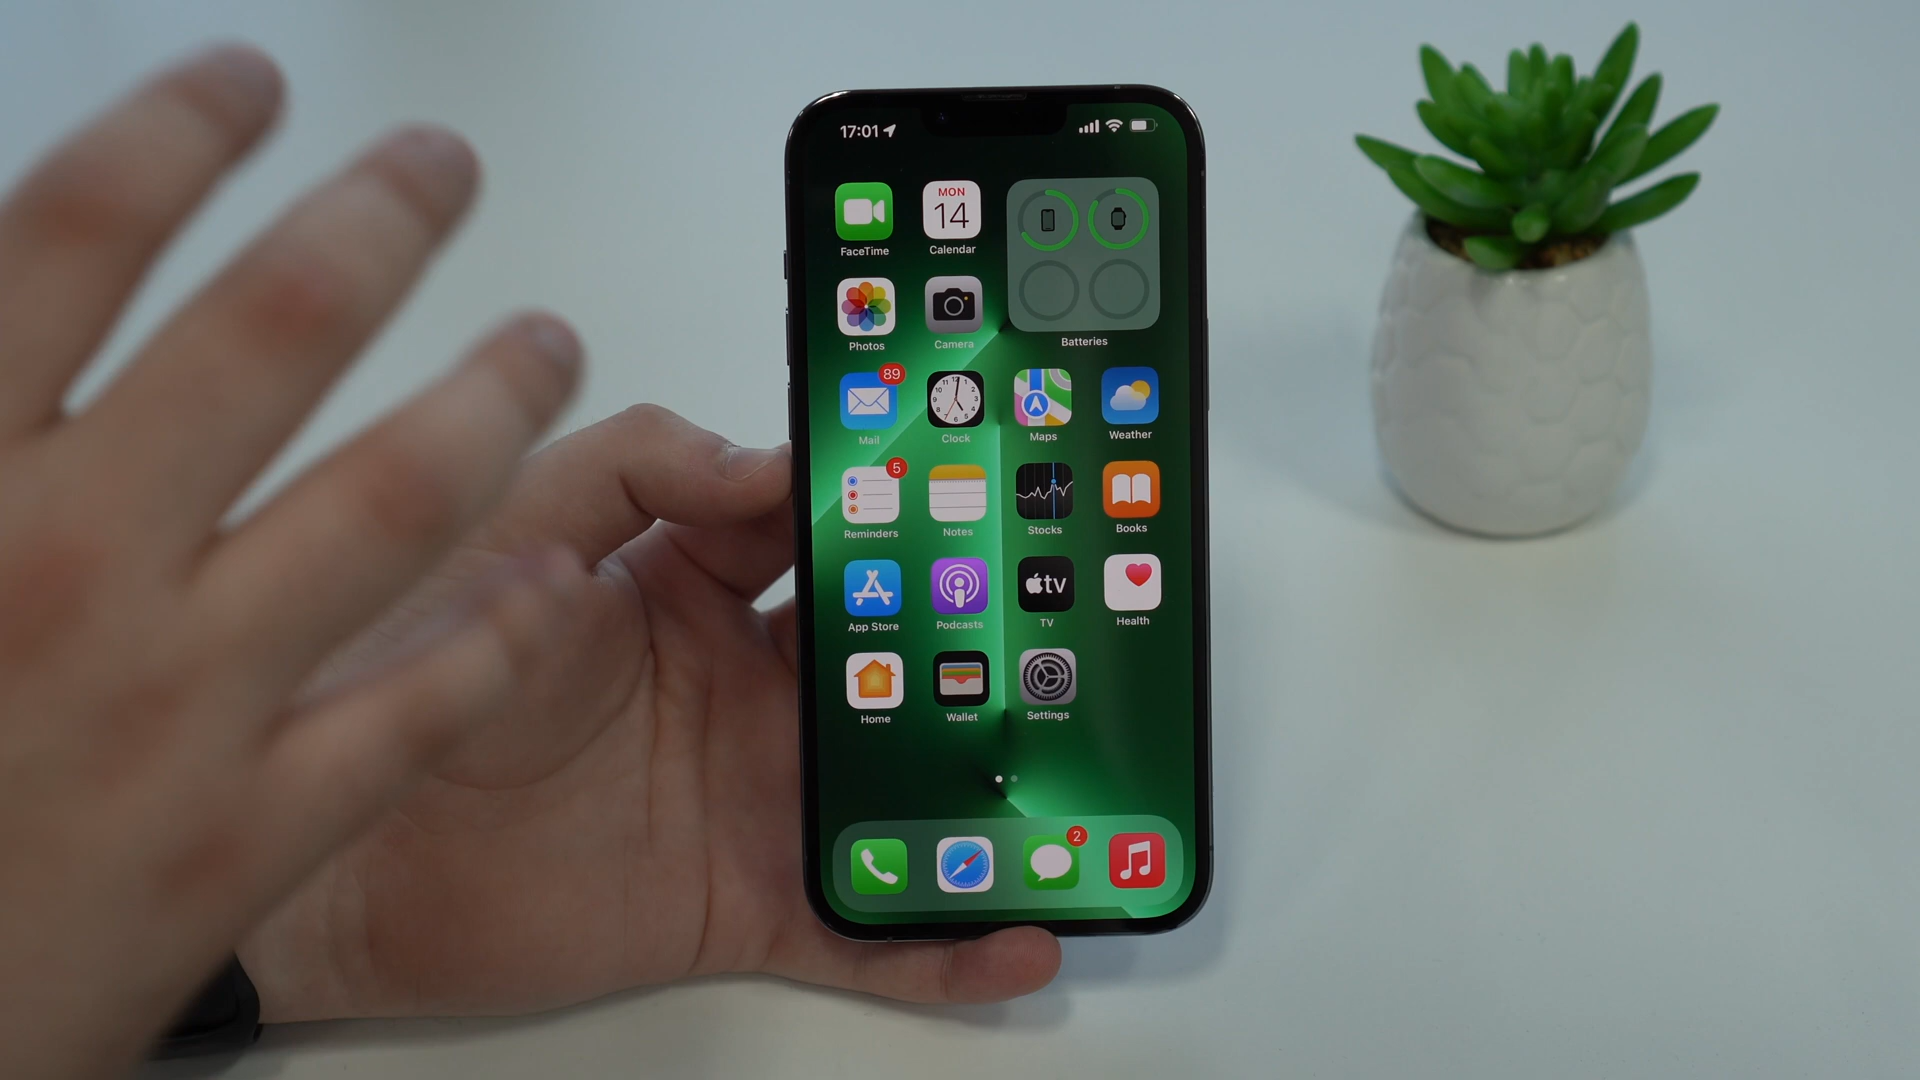 17:01
MON
14
FaceTime
Calendar
Photos
Camera
Batteries
89
Mail
Clock
Maps
Weather
5
Reminders
Notes
Stocks
Books
tv
App Store
Podcasts
TV
Health
Home
Wallet
Settings
2